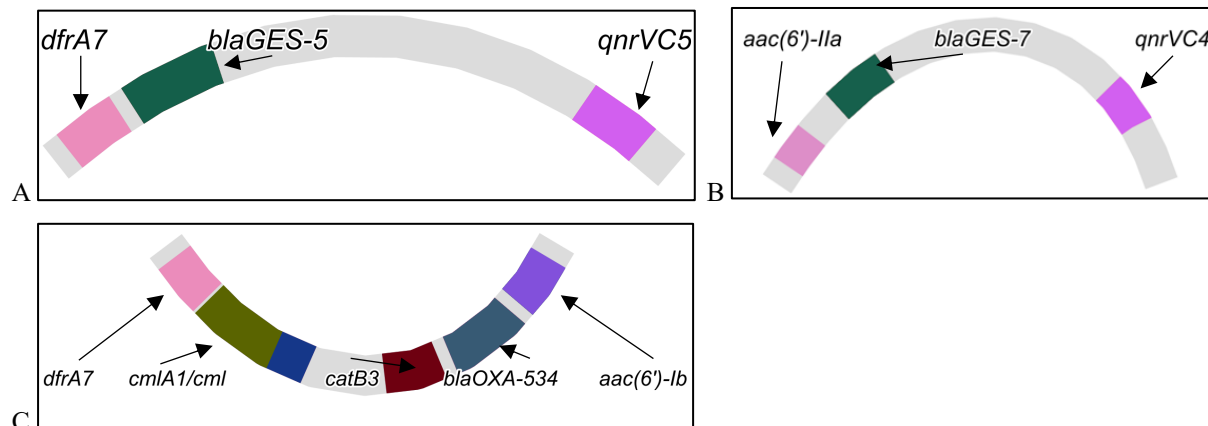 dfrA7 blaGES-5 qnrVC5
A
aac(6')-IIa blaGES-7 qnrVC4
B
dfrA7 cmlA1/cml catB3 blaOXA-534 aac(6')-Ib
C